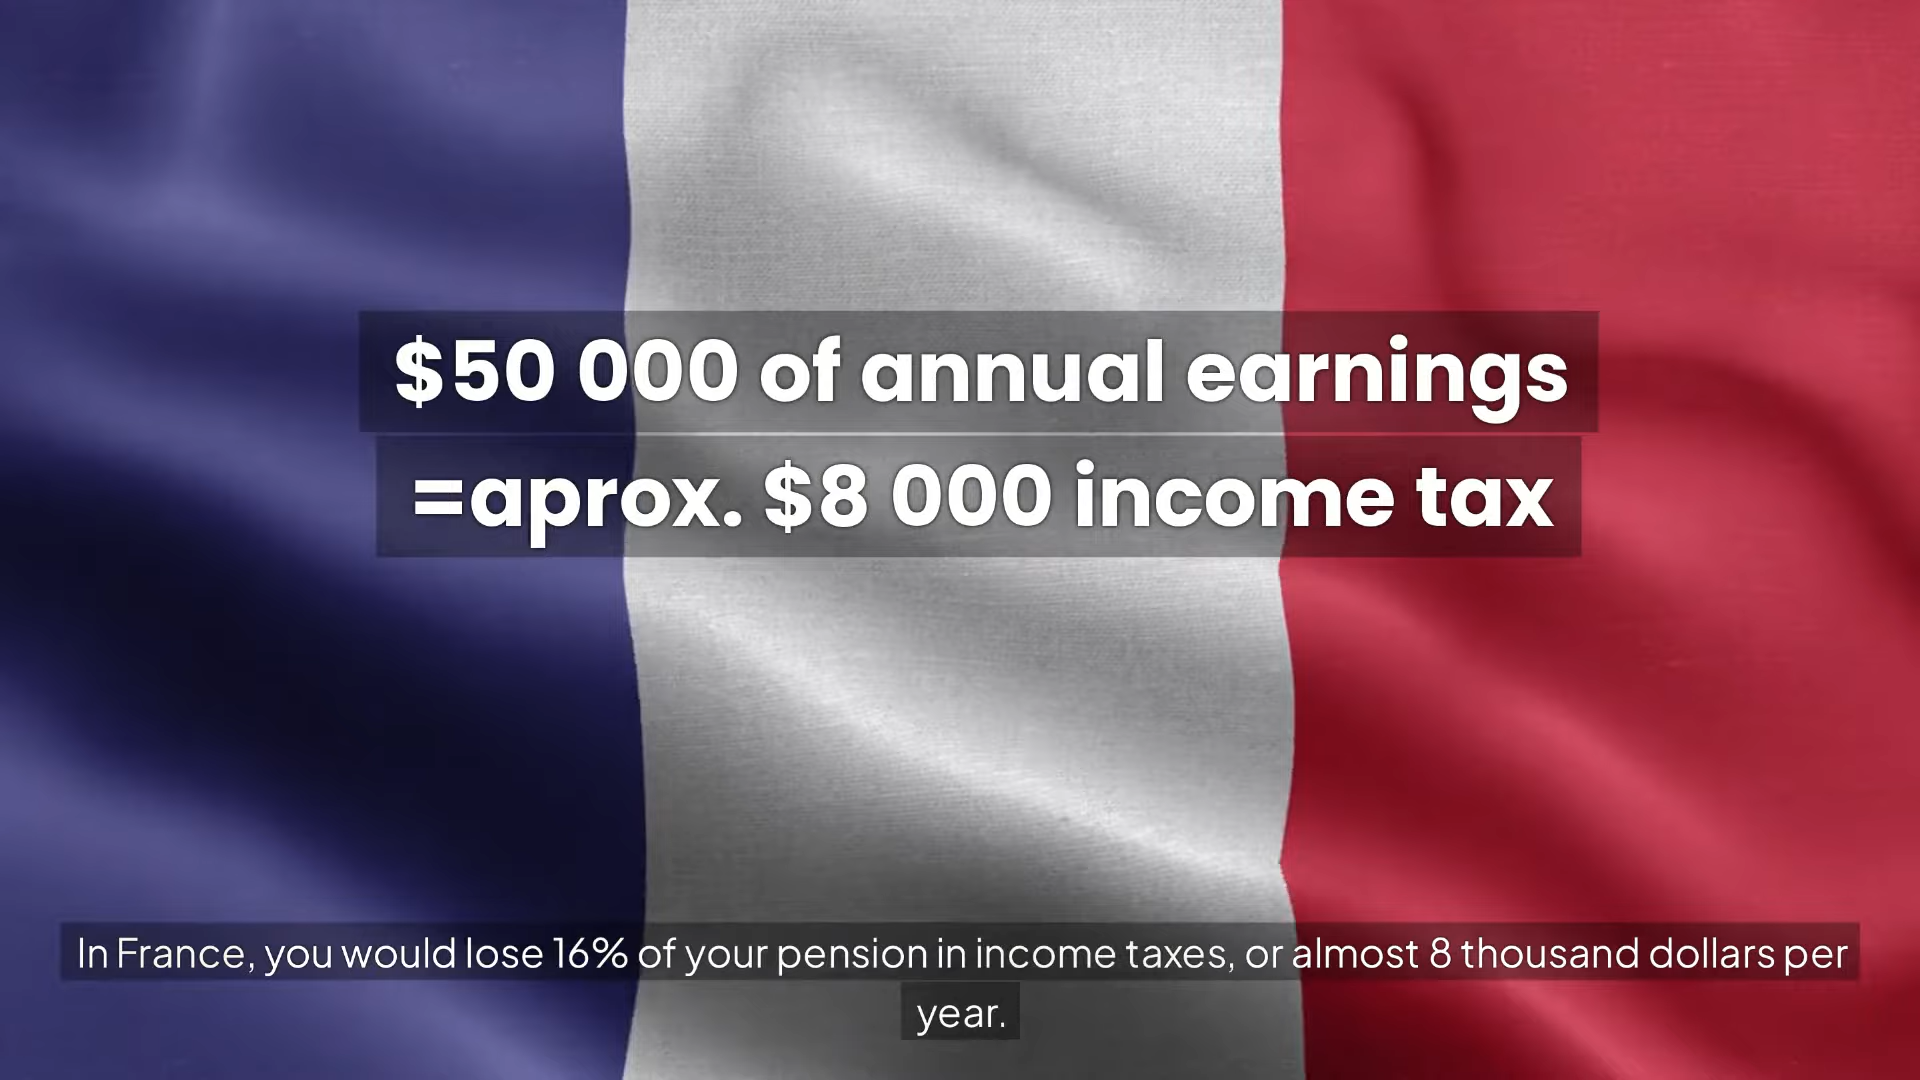 $50 000 of annual earnings
=aprox. $8 000 income tax
In France, you would lose 16% of your pension in income taxes, or almost 8 thousand dollars per
year.